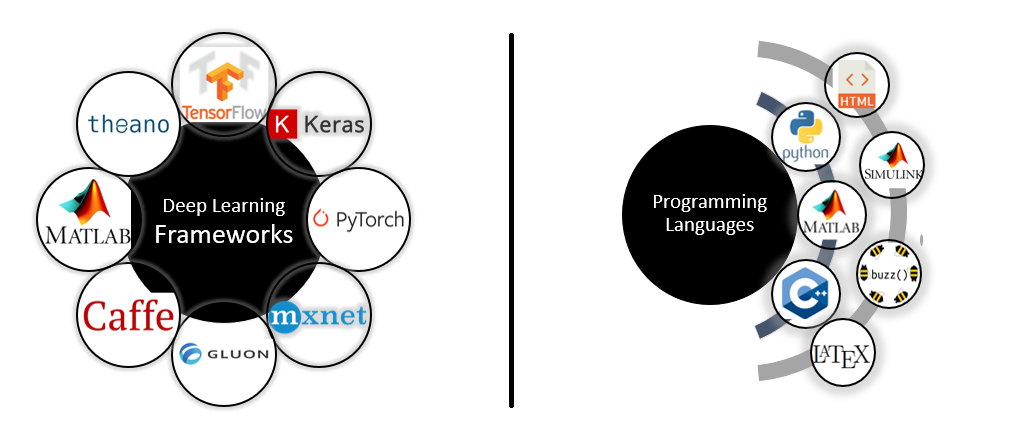 Deep Learning
Frameworks
TensorFlow
Keras
PyTorch
mxnet
GLUON
Caffe
MATLAB
theano
Programming
Languages
HTML
python
SIMULINK
MATLAB
buzz()
C++
LATEX